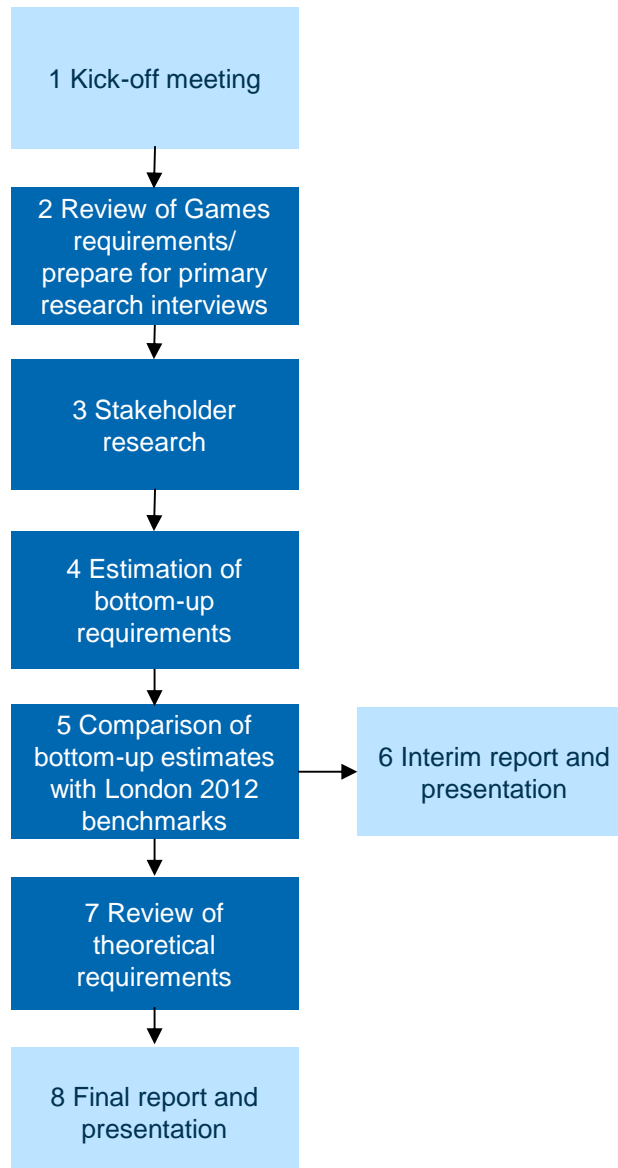 1 Kick-off meeting
2 Review of Games
requirements/
prepare for primary
research interviews
3 Stakeholder
research
4 Estimation of
bottom-up
requirements
5 Comparison of
bottom-up estimates
with London 2012
benchmarks
6 Interim report and
presentation
7 Review of
theoretical
requirements
8 Final report and
presentation